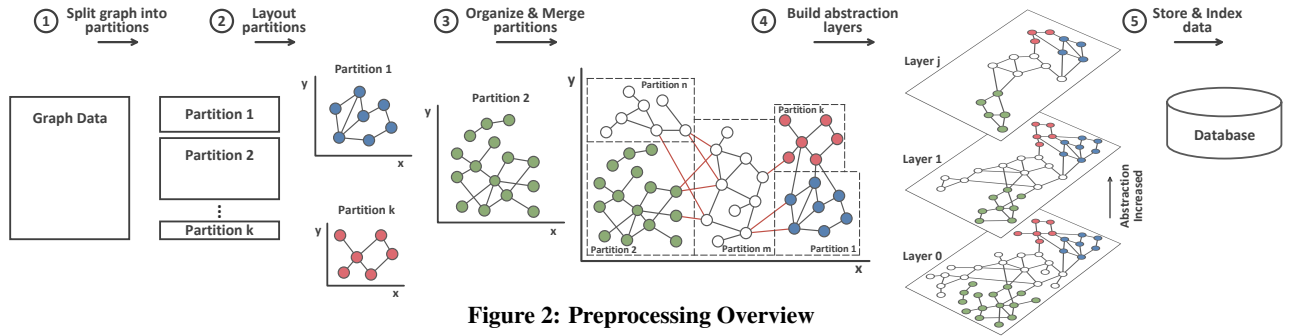 1 Split graph into
partitions
2 Layout
partitions
3 Organize & Merge
partitions
4 Build abstraction
layers
5 Store & Index
data
Graph Data
Partition 1
Partition 2
⋮
Partition k
Partition 1
y
x
Partition k
y
x
Partition 2
y
x
y
Partition n
Partition k
Partition 2
Partition m
Partition 1
x
Layer j
Layer 1
Layer 0
Abstraction
Increased
Database
Figure 2: Preprocessing Overview